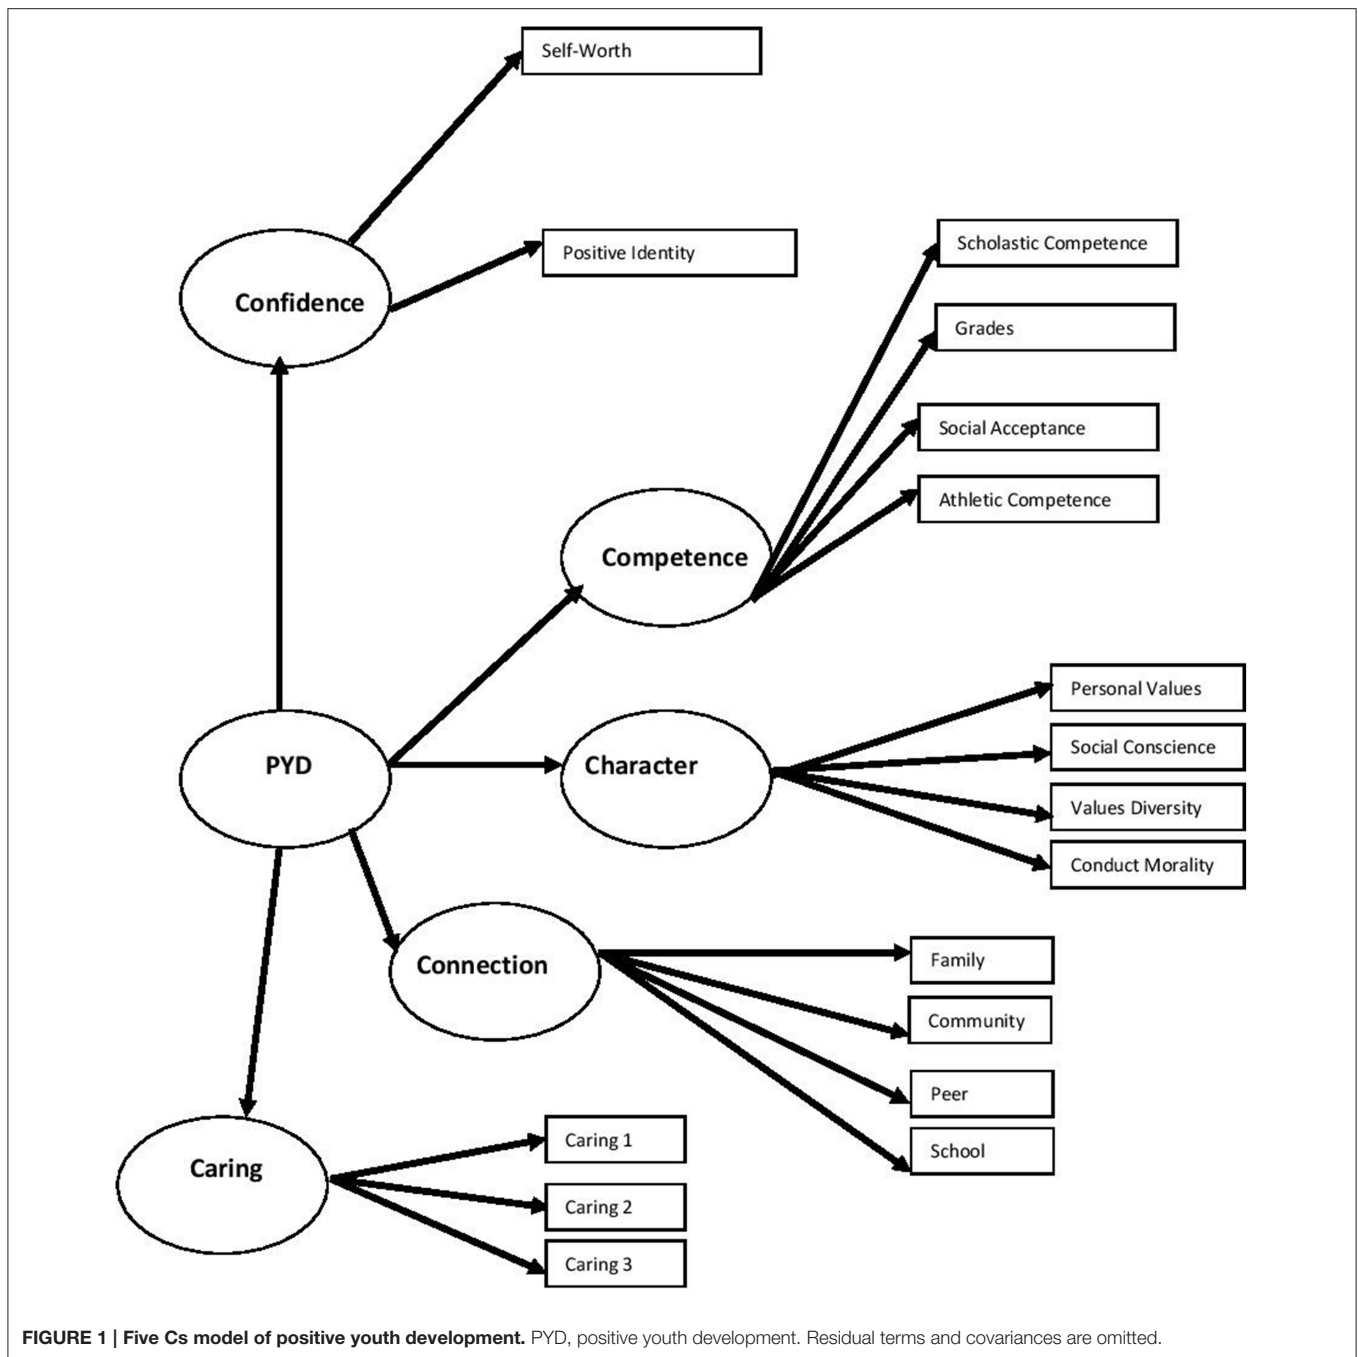 Self-Worth
Positive Identity
Confidence
Scholastic Competence
Grades
Social Acceptance
Athletic Competence
Competence
Personal Values
Social Conscience
Values Diversity
Conduct Morality
PYD
Character
Connection
Family
Community
Peer
School
Caring
Caring 1
Caring 2
Caring 3
FIGURE 1 | Five Cs model of positive youth development. PYD, positive youth development. Residual terms and covariances are omitted.